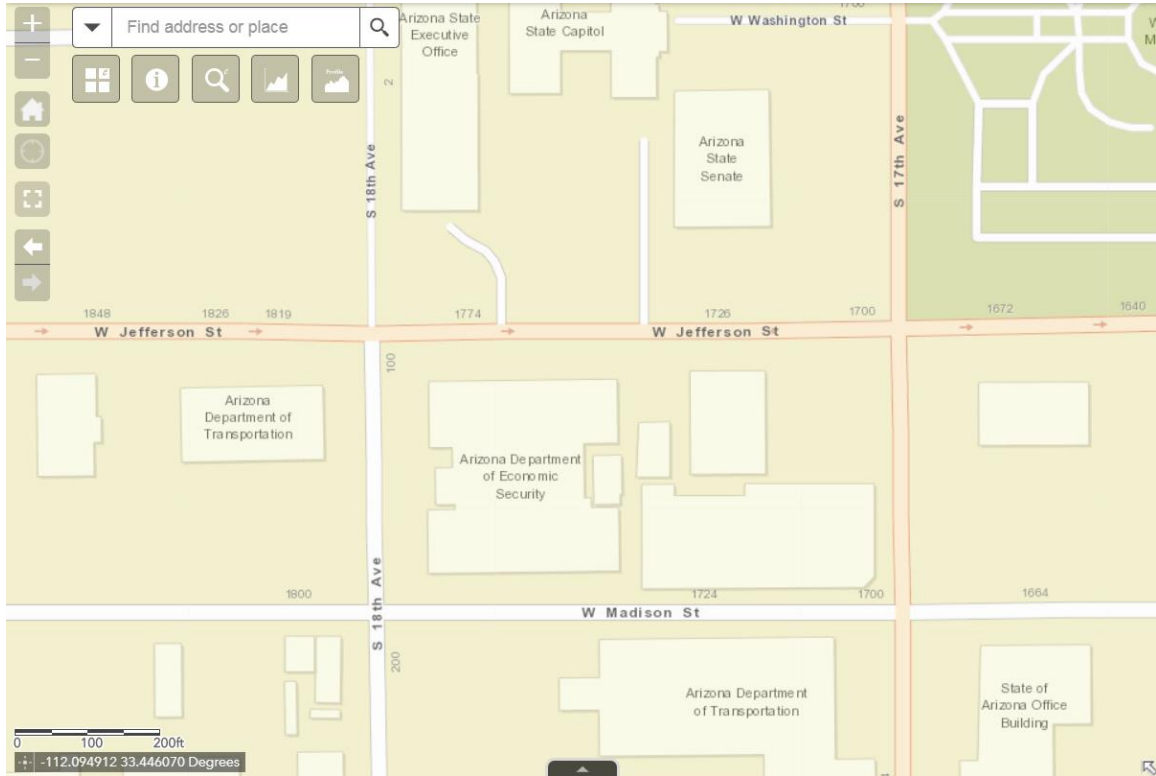 +
Find address or place
−
Arizona State
Executive
Office
Arizona
State Capitol
W Washington St
Profile
2
S 18th Ave
Arizona
State
Senate
S 17th Ave
1848
1826
1819
1774
1726
1700
1672
1640
W Jefferson St
W Jefferson St
100
Arizona
Department of
Transportation
Arizona Department
of Economic
Security
S 18th Ave
1800
1724
1700
1664
W Madison St
200
Arizona Department
of Transportation
State of
Arizona Office
Building
0 100 200ft
-112.094912 33.446070 Degrees